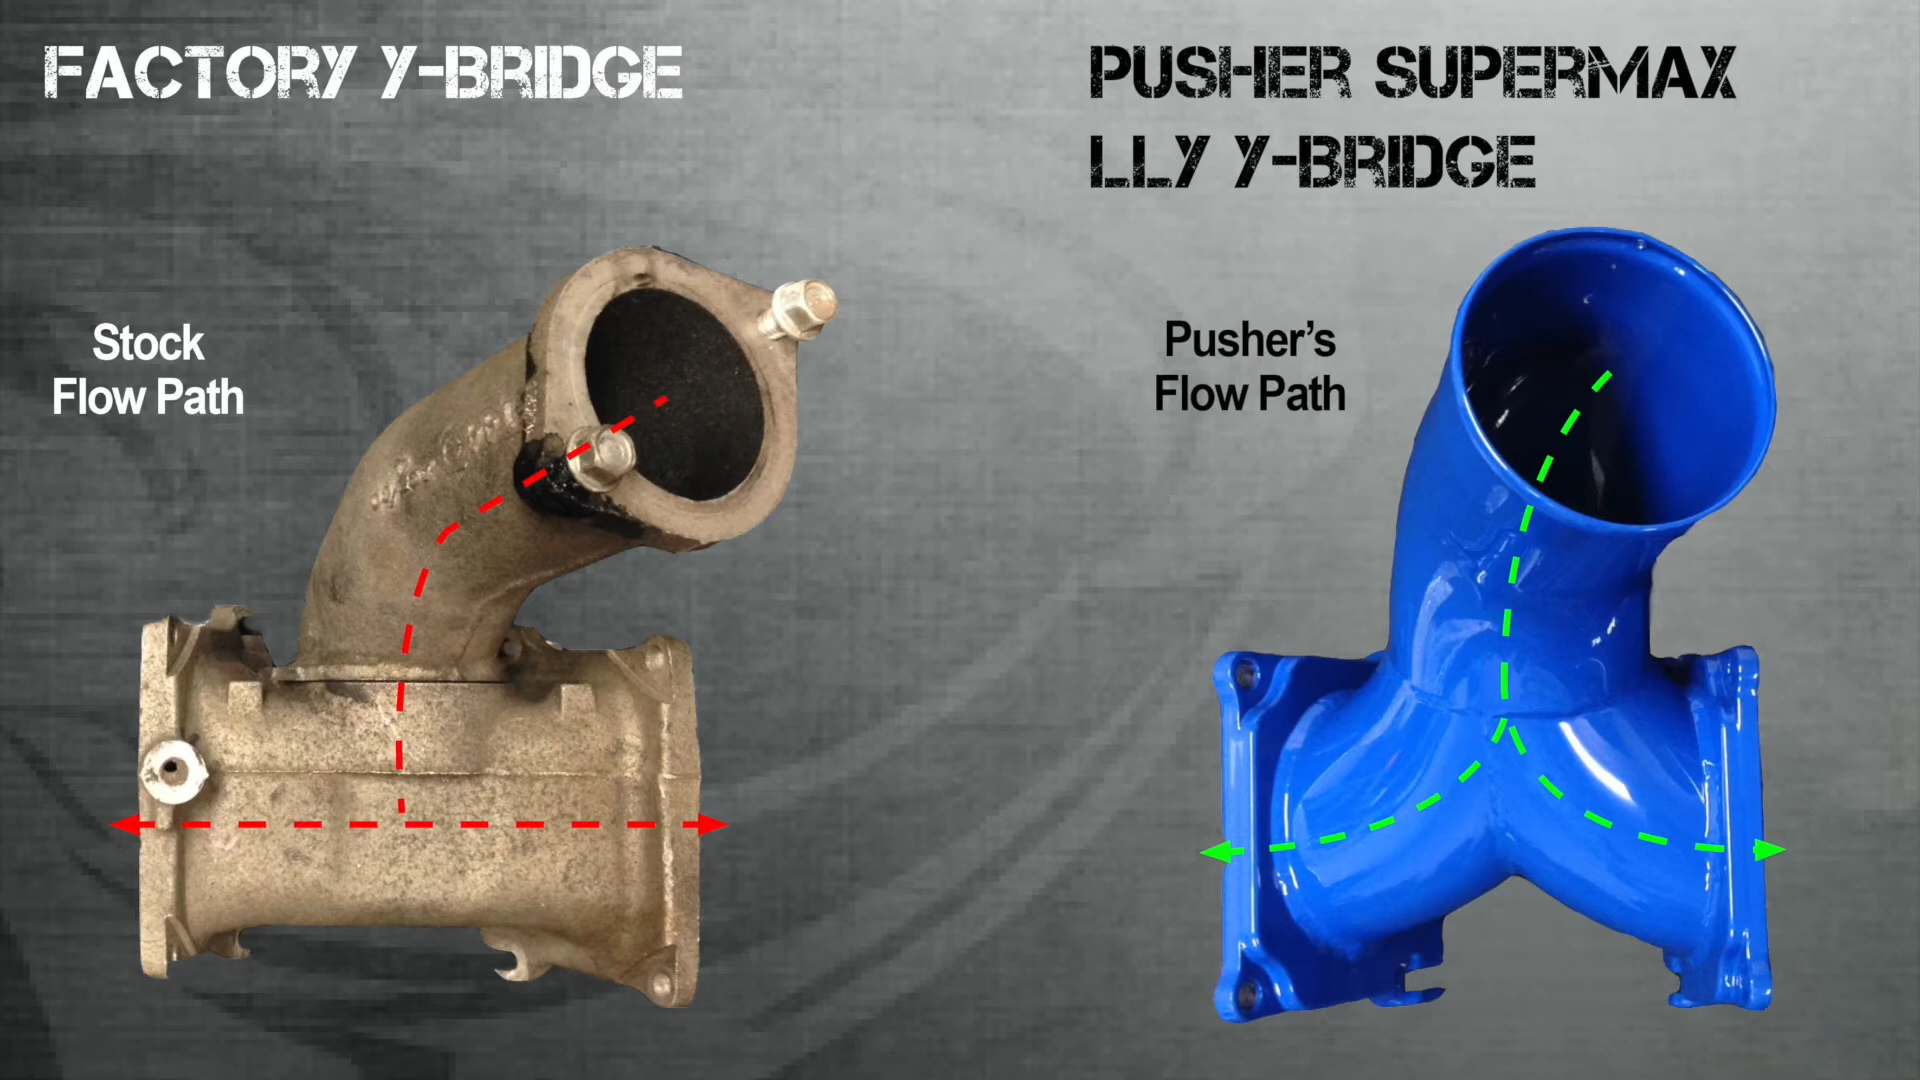 FACTORY Y-BRIDGE
Stock
Flow Path
PUSHER SUPERMAX
LLY Y-BRIDGE
Pusher's
Flow Path